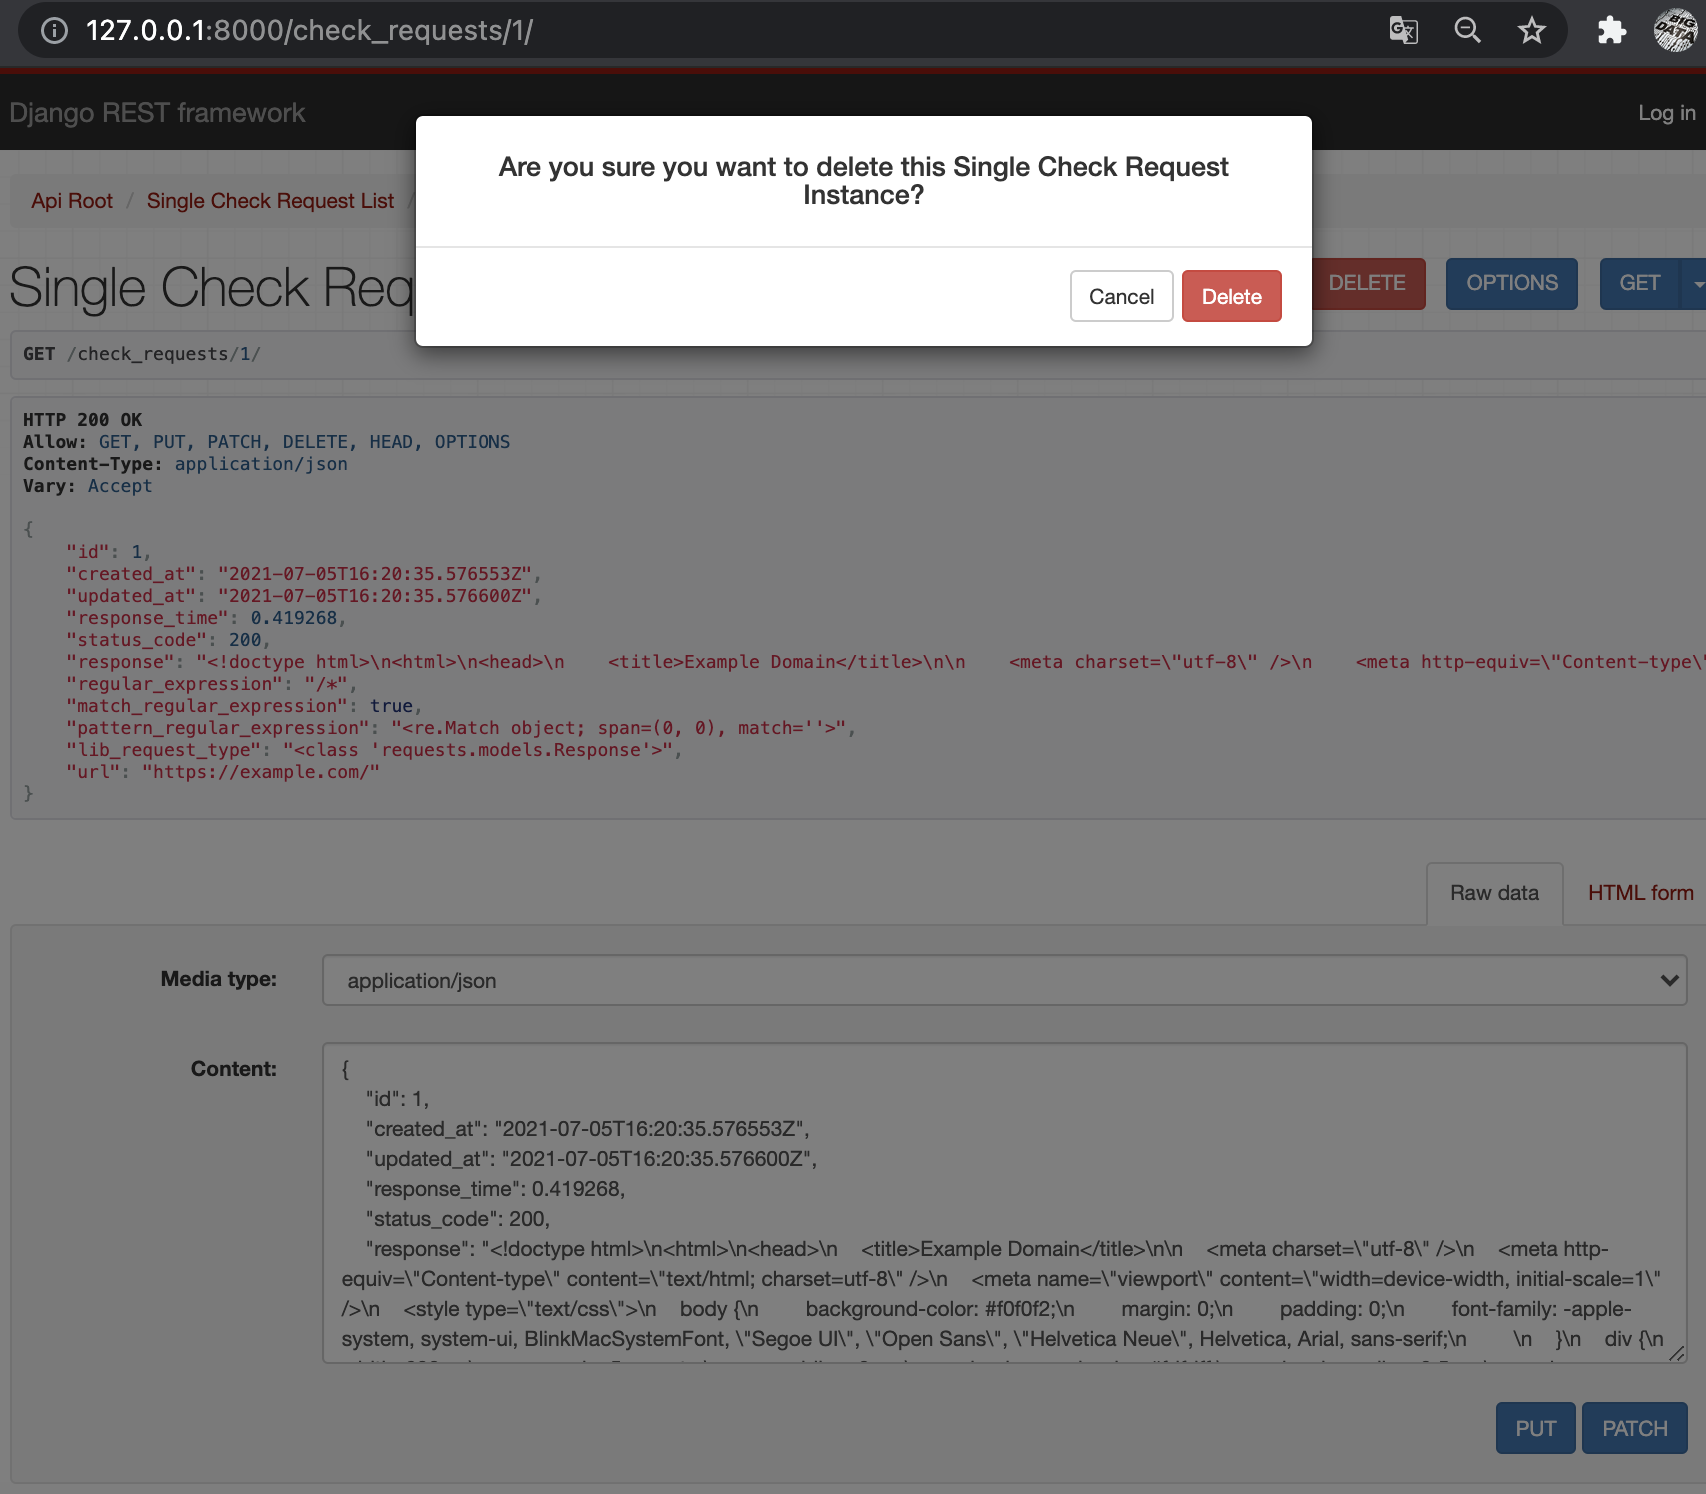 127.0.0.1:8000/check_requests/1/
Django REST framework
Log in
Are you sure you want to delete this Single Check Request
Instance?
Cancel
Delete
Api Root / Single Check Request List /
Single Check Req
DELETE
OPTIONS
GET
GET /check_requests/1/
HTTP 200 OK
Allow: GET, PUT, PATCH, DELETE, HEAD, OPTIONS
Content-Type: application/json
Vary: Accept
{
    "id": 1,
    "created_at": "2021-07-05T16:20:35.576553Z",
    "updated_at": "2021-07-05T16:20:35.576600Z",
    "response_time": 0.419268,
    "status_code": 200,
    "response": "<!doctype html>\n<html>\n<head>\n    <title>Example Domain</title>\n\n    <meta charset=\"utf-8\" />\n    <meta http-equiv=\"Content-type\"
    "regular_expression": "/*",
    "match_regular_expression": true,
    "pattern_regular_expression": "<re.Match object; span=(0, 0), match=''>",
    "lib_request_type": "<class 'requests.models.Response'>",
    "url": "https://example.com/"
}
Raw data
HTML form
Media type:
application/json
Content:
{
    "id": 1,
    "created_at": "2021-07-05T16:20:35.576553Z",
    "updated_at": "2021-07-05T16:20:35.576600Z",
    "response_time": 0.419268,
    "status_code": 200,
    "response": "<!doctype html>\n<html>\n<head>\n    <title>Example Domain</title>\n\n    <meta charset=\"utf-8\" />\n    <meta http-
equiv=\"Content-type\" content=\"text/html; charset=utf-8\" />\n    <meta name=\"viewport\" content=\"width=device-width, initial-scale=1\"
/>\n    <style type=\"text/css\">\n    body {\n        background-color: #f0f0f2;\n        margin: 0;\n        padding: 0;\n        font-family: -apple-
system, system-ui, BlinkMacSystemFont, \"Segoe UI\", \"Open Sans\", \"Helvetica Neue\", Helvetica, Arial, sans-serif;\n        \n    }\n    div {\n
PUT
PATCH